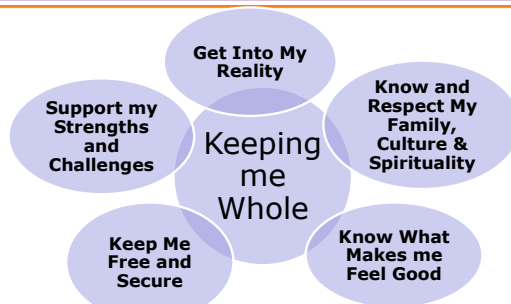 Get Into My
Reality
Know and
Respect My
Family,
Culture &
Spirituality
Support my
Strengths
and
Challenges
Keeping
me
Whole
Keep Me
Free and
Secure
Know What
Makes me
Feel Good